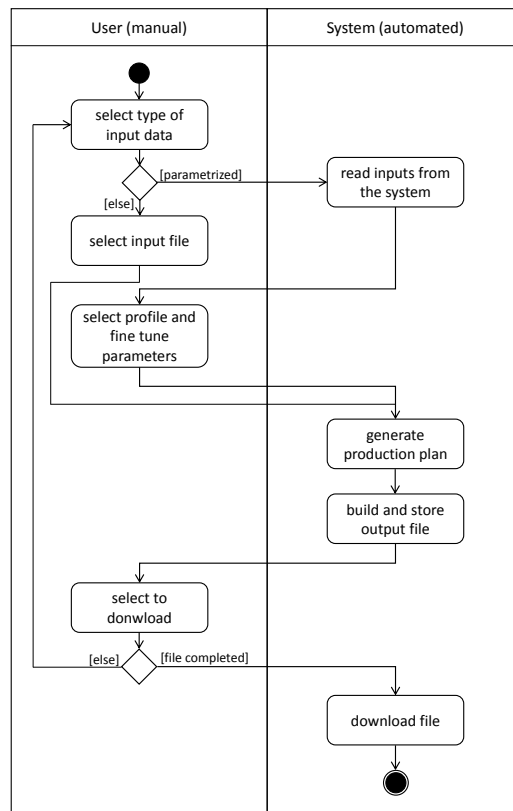 User (manual)
System (automated)
select type of
input data
[parametrized]
read inputs from
the system
[else]
select input file
select profile and
fine tune
parameters
generate
production plan
build and store
output file
select to
donwload
[else]
[file completed]
download file